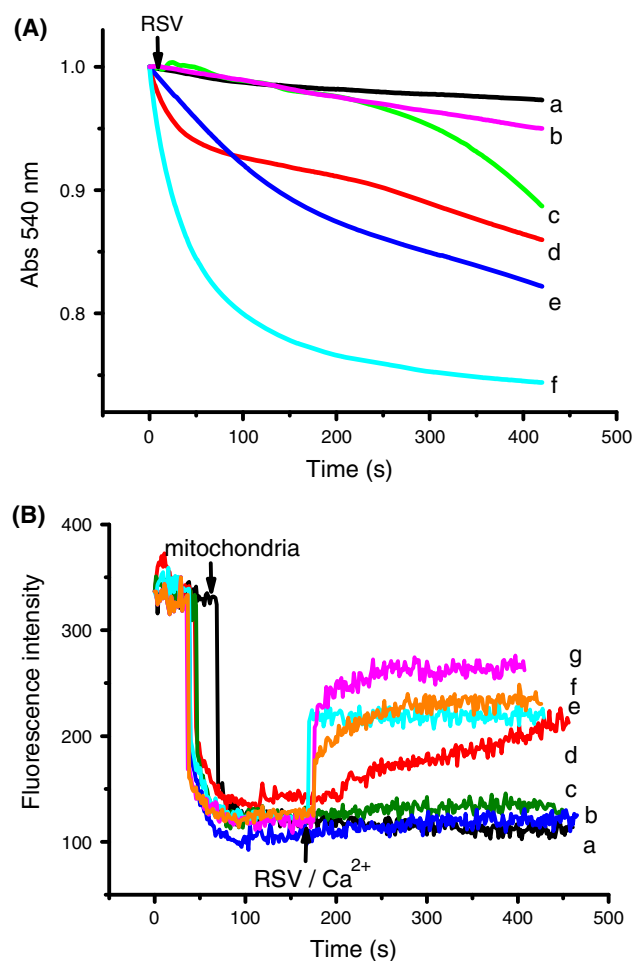 (A)
RSV
1.0
0.9
0.8
Abs 540 nm
a
b
c
d
e
f
0 100 200 300 400 500
Time (s)
(B)
400
300
200
100
Fluorescence intensity
mitochondria
g
f
e
d
c
b
a
RSV / Ca²⁺
0 100 200 300 400 500
Time (s)